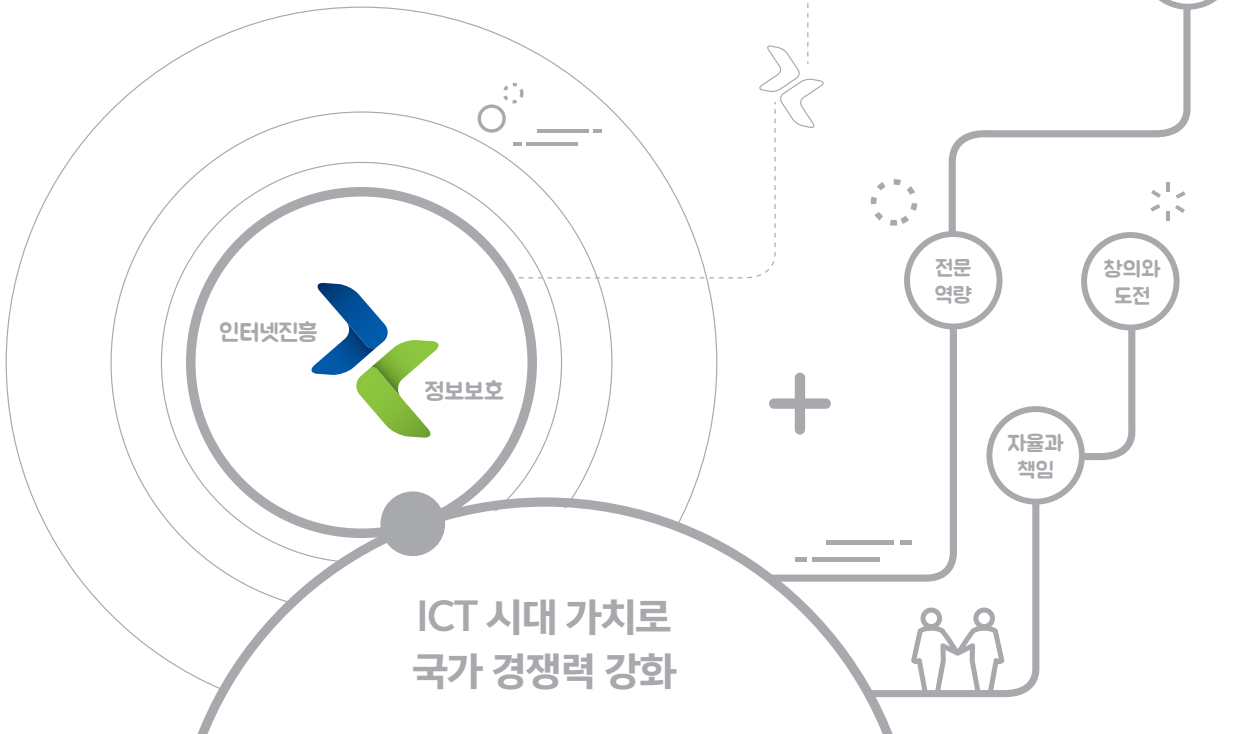 전문
역량
창의와
도전
인터넷진흥
정보보호
자율과
책임
ICT 시대 가치로
국가 경쟁력 강화